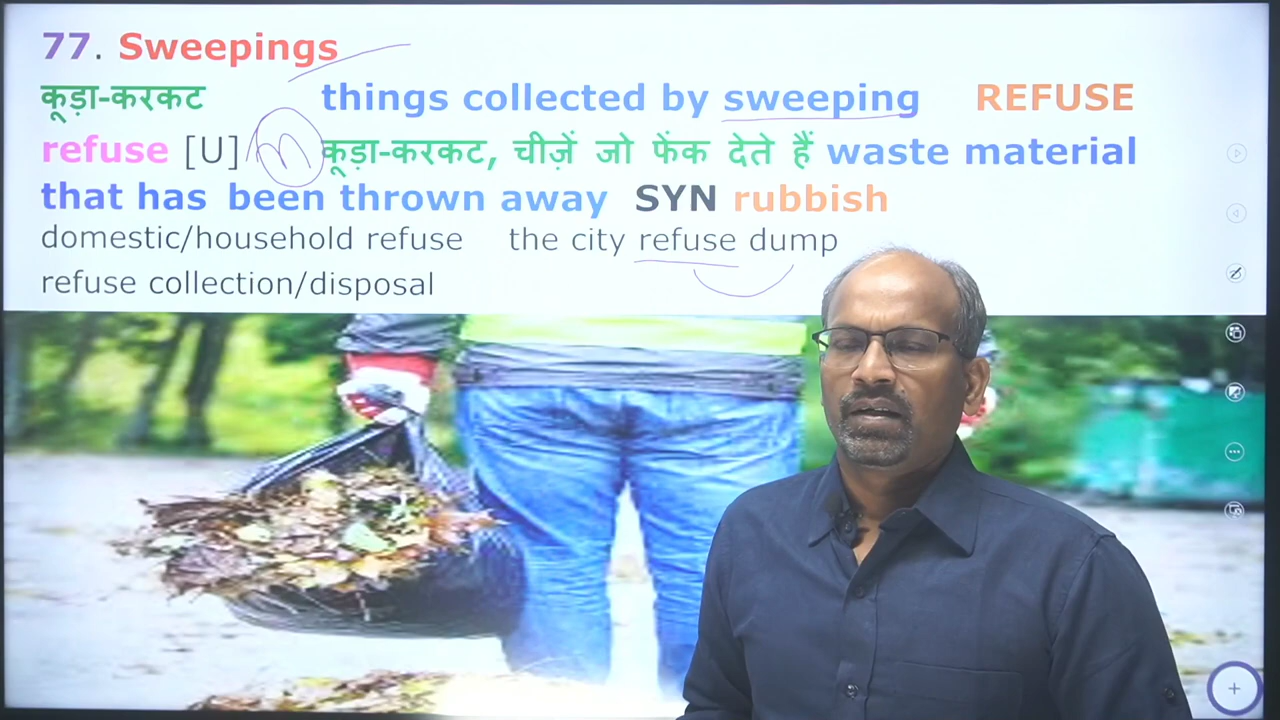 77. Sweepings
कूड़ा-करकट things collected by sweeping REFUSE
refuse [U] n कूड़ा-करकट, चीज़ें जो फेंक देते हैं waste material
that has been thrown away SYN rubbish
domestic/household refuse the city refuse dump
refuse collection/disposal